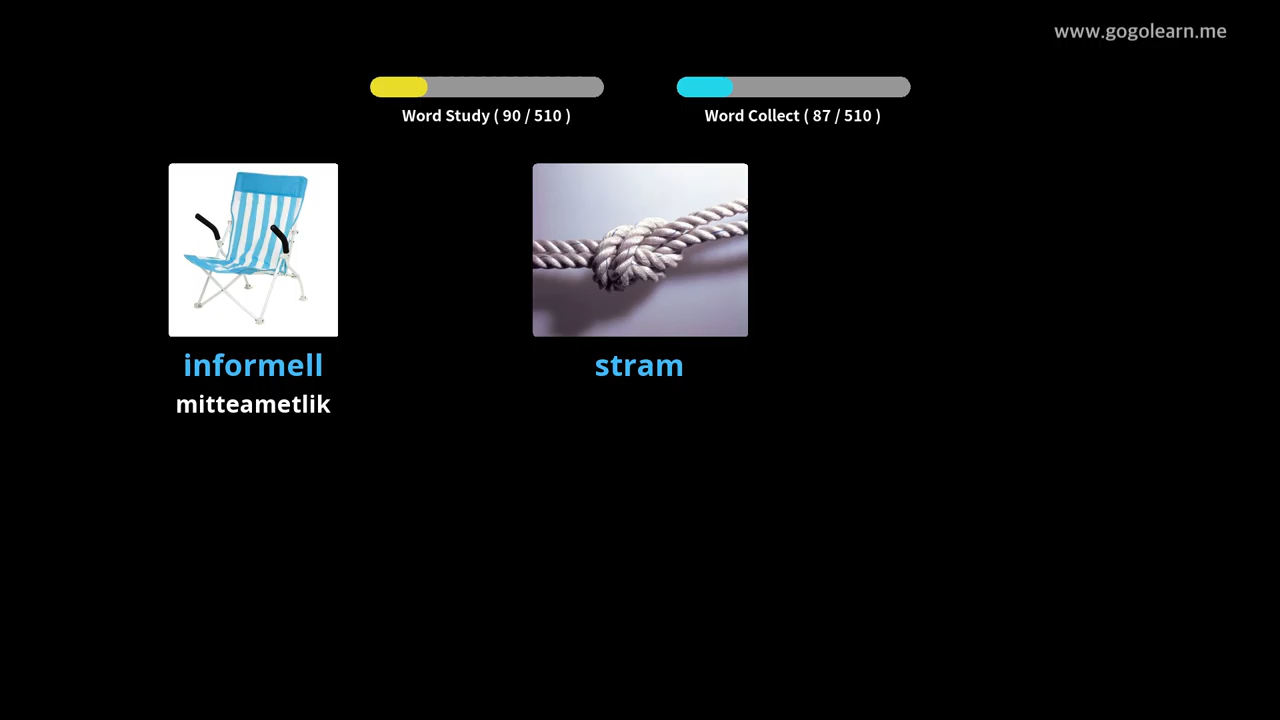 www.gogolearn.me
Word Study ( 90 / 510 )
Word Collect ( 87 / 510 )
informell
mitteametlik
stram